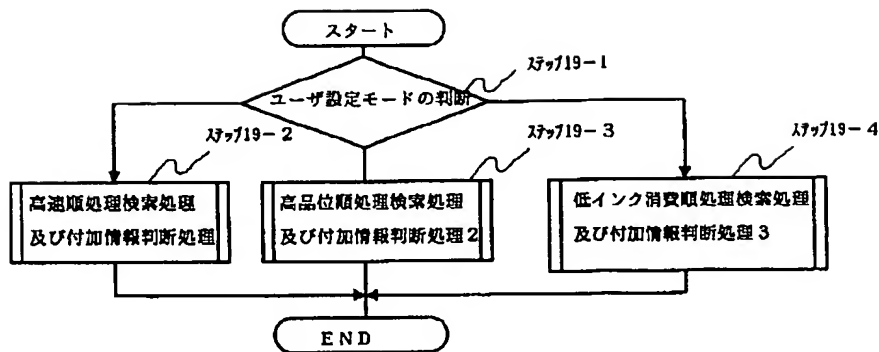 スタート
ステップ19-1
ユーザ設定モードの判断
ステップ19-2
ステップ19-3
ステップ19-4
高速順処理検索処理
及び付加情報判断処理
高品位順処理検索処理
及び付加情報判断処理2
低インク消費順処理検索処理
及び付加情報判断処理3
END